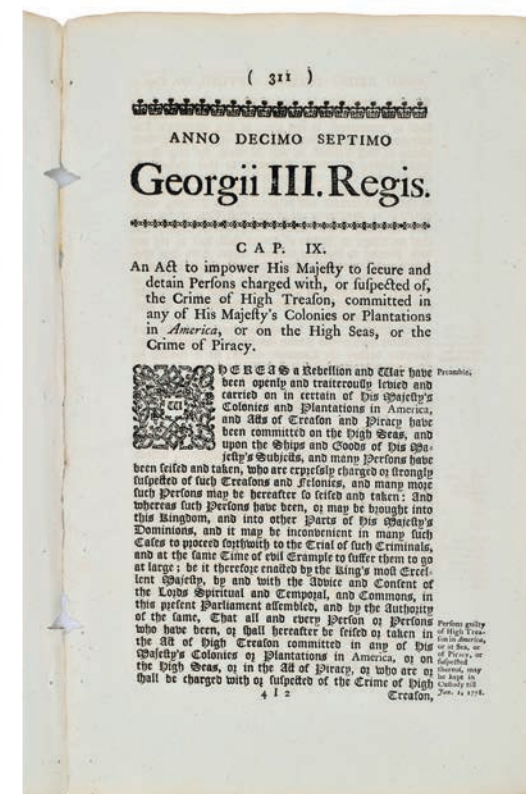 ( 311 )
ANNO DECIMO SEPTIMO
Georgii III. Regis.
CAP. IX.
An Act to impower His Majeſty to ſecure and
detain Perſons charged with, or ſuſpected of,
the Crime of High Treaſon, committed in
any of His Majeſty's Colonies or Plantations
in America, or on the High Seas, or the
Crime of Piracy.
WHEREAS a Rebellion and War have
been openly and traiterouſly levied and
carried on in certain of His Majeſty's
Colonies and Plantations in America,
and Acts of Treaſon and Piracy have
been committed on the High Seas, and
upon the Ships and Goods of His Ma-
jeſty's Subjects, and many Perſons have
been ſeiſed and taken, who are expreſsly charged or ſtrongly
ſuſpected of ſuch Treaſons and Felonies, and many more
ſuch Perſons may be hereafter ſo ſeiſed and taken: And
whereas ſuch Perſons have been, or may be brought into
this Kingdom, and into other Parts of His Majeſty's
Dominions, and it may be inconvenient in many ſuch
Caſes to proceed forthwith to the Trial of ſuch Criminals,
and at the ſame Time of evil Example to ſuffer them to go
at large; be it therefore enacted by the King's moſt Excel-
lent Majeſty, by and with the Advice and Conſent of
the Lords Spiritual and Temporal, and Commons, in
this preſent Parliament aſſembled, and by the Authority
of the ſame, That all and every Perſon or Perſons
who have been, or ſhall hereafter be ſeiſed or taken in
the Act of High Treaſon committed in any of His
Majeſty's Colonies or Plantations in America, or on
the High Seas, or in the Act of Piracy, or who are or
ſhall be charged with or ſuſpected of the Crime of High
4 I 2
Treaſon,
Preamble.
Perſons guilty
of High Trea-
ſon in America,
or at Sea, or
of Piracy, or
ſuſpected
thereof, may
be kept in
Cuſtody till
Jan. 1, 1778.